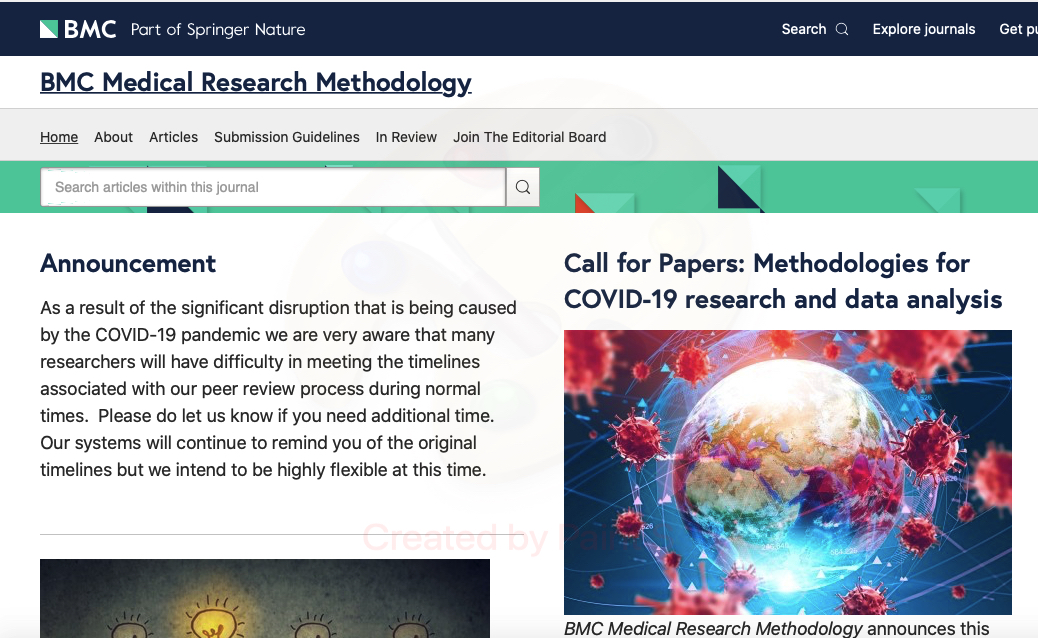 BMC Part of Springer Nature
Search Explore journals Get
BMC Medical Research Methodology
Home About Articles Submission Guidelines In Review Join The Editorial Board
Search articles within this journal
Announcement
As a result of the significant disruption that is being caused
by the COVID-19 pandemic we are very aware that many
researchers will have difficulty in meeting the timelines
associated with our peer review process during normal
times.  Please do let us know if you need additional time.
Our systems will continue to remind you of the original
timelines but we intend to be highly flexible at this time.
Call for Papers: Methodologies for
COVID-19 research and data analysis
BMC Medical Research Methodology announces this
Created by